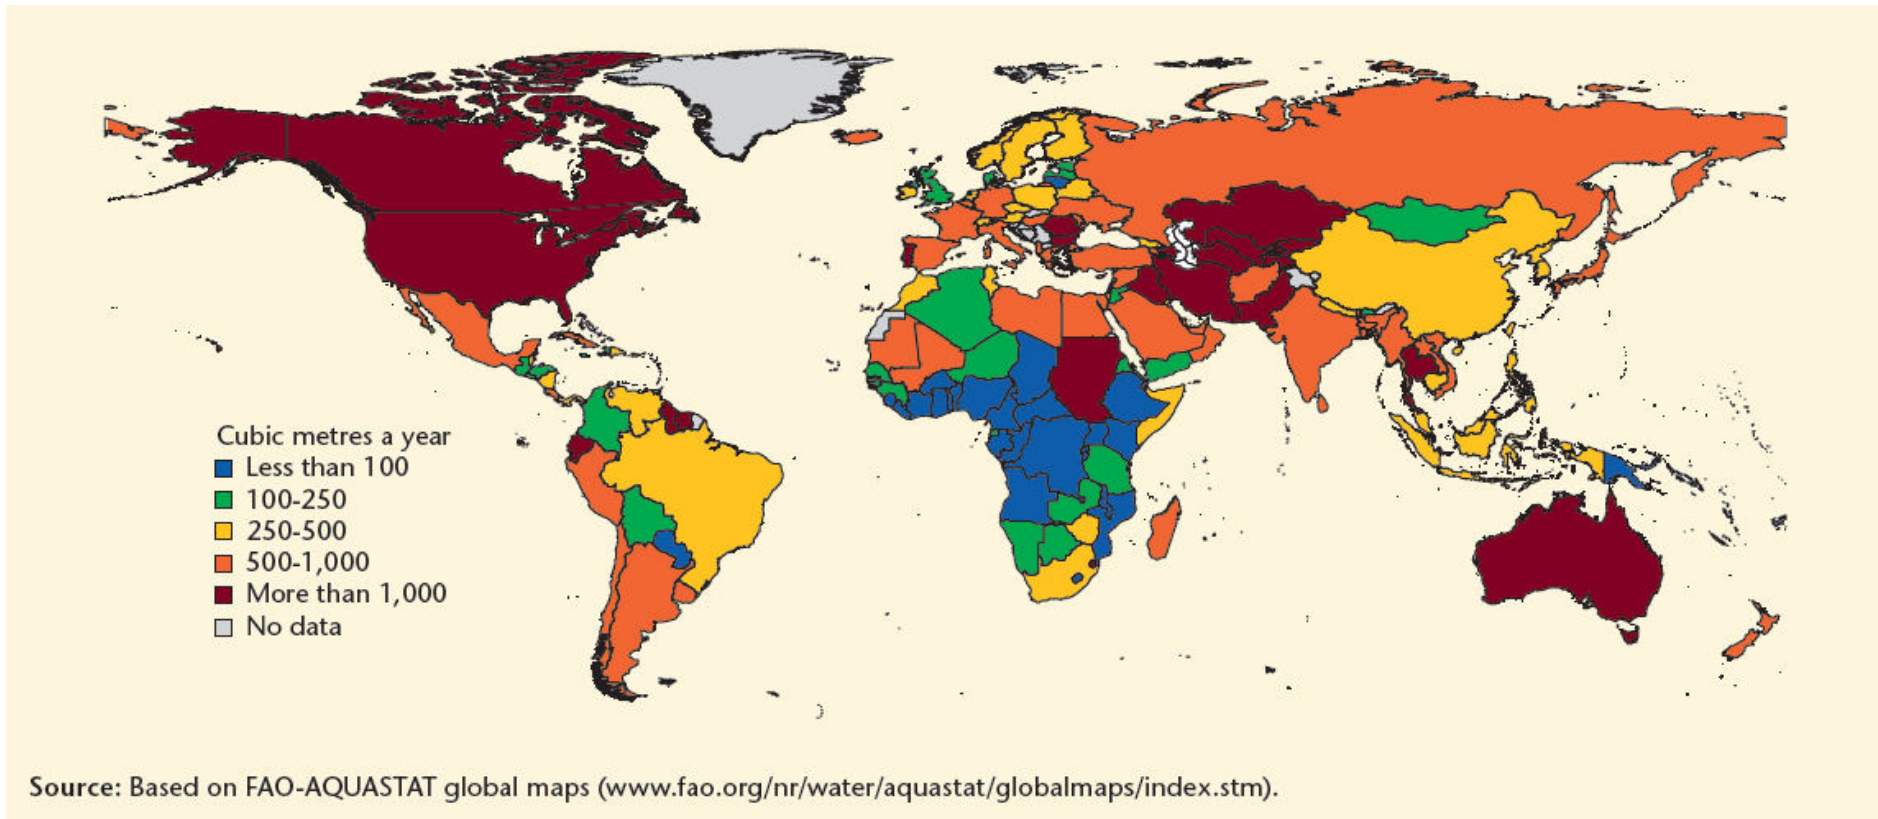 Cubic metres a year
Less than 100
100-250
250-500
500-1,000
More than 1,000
No data
Source: Based on FAO-AQUASTAT global maps (www.fao.org/nr/water/aquastat/globalmaps/index.stm).